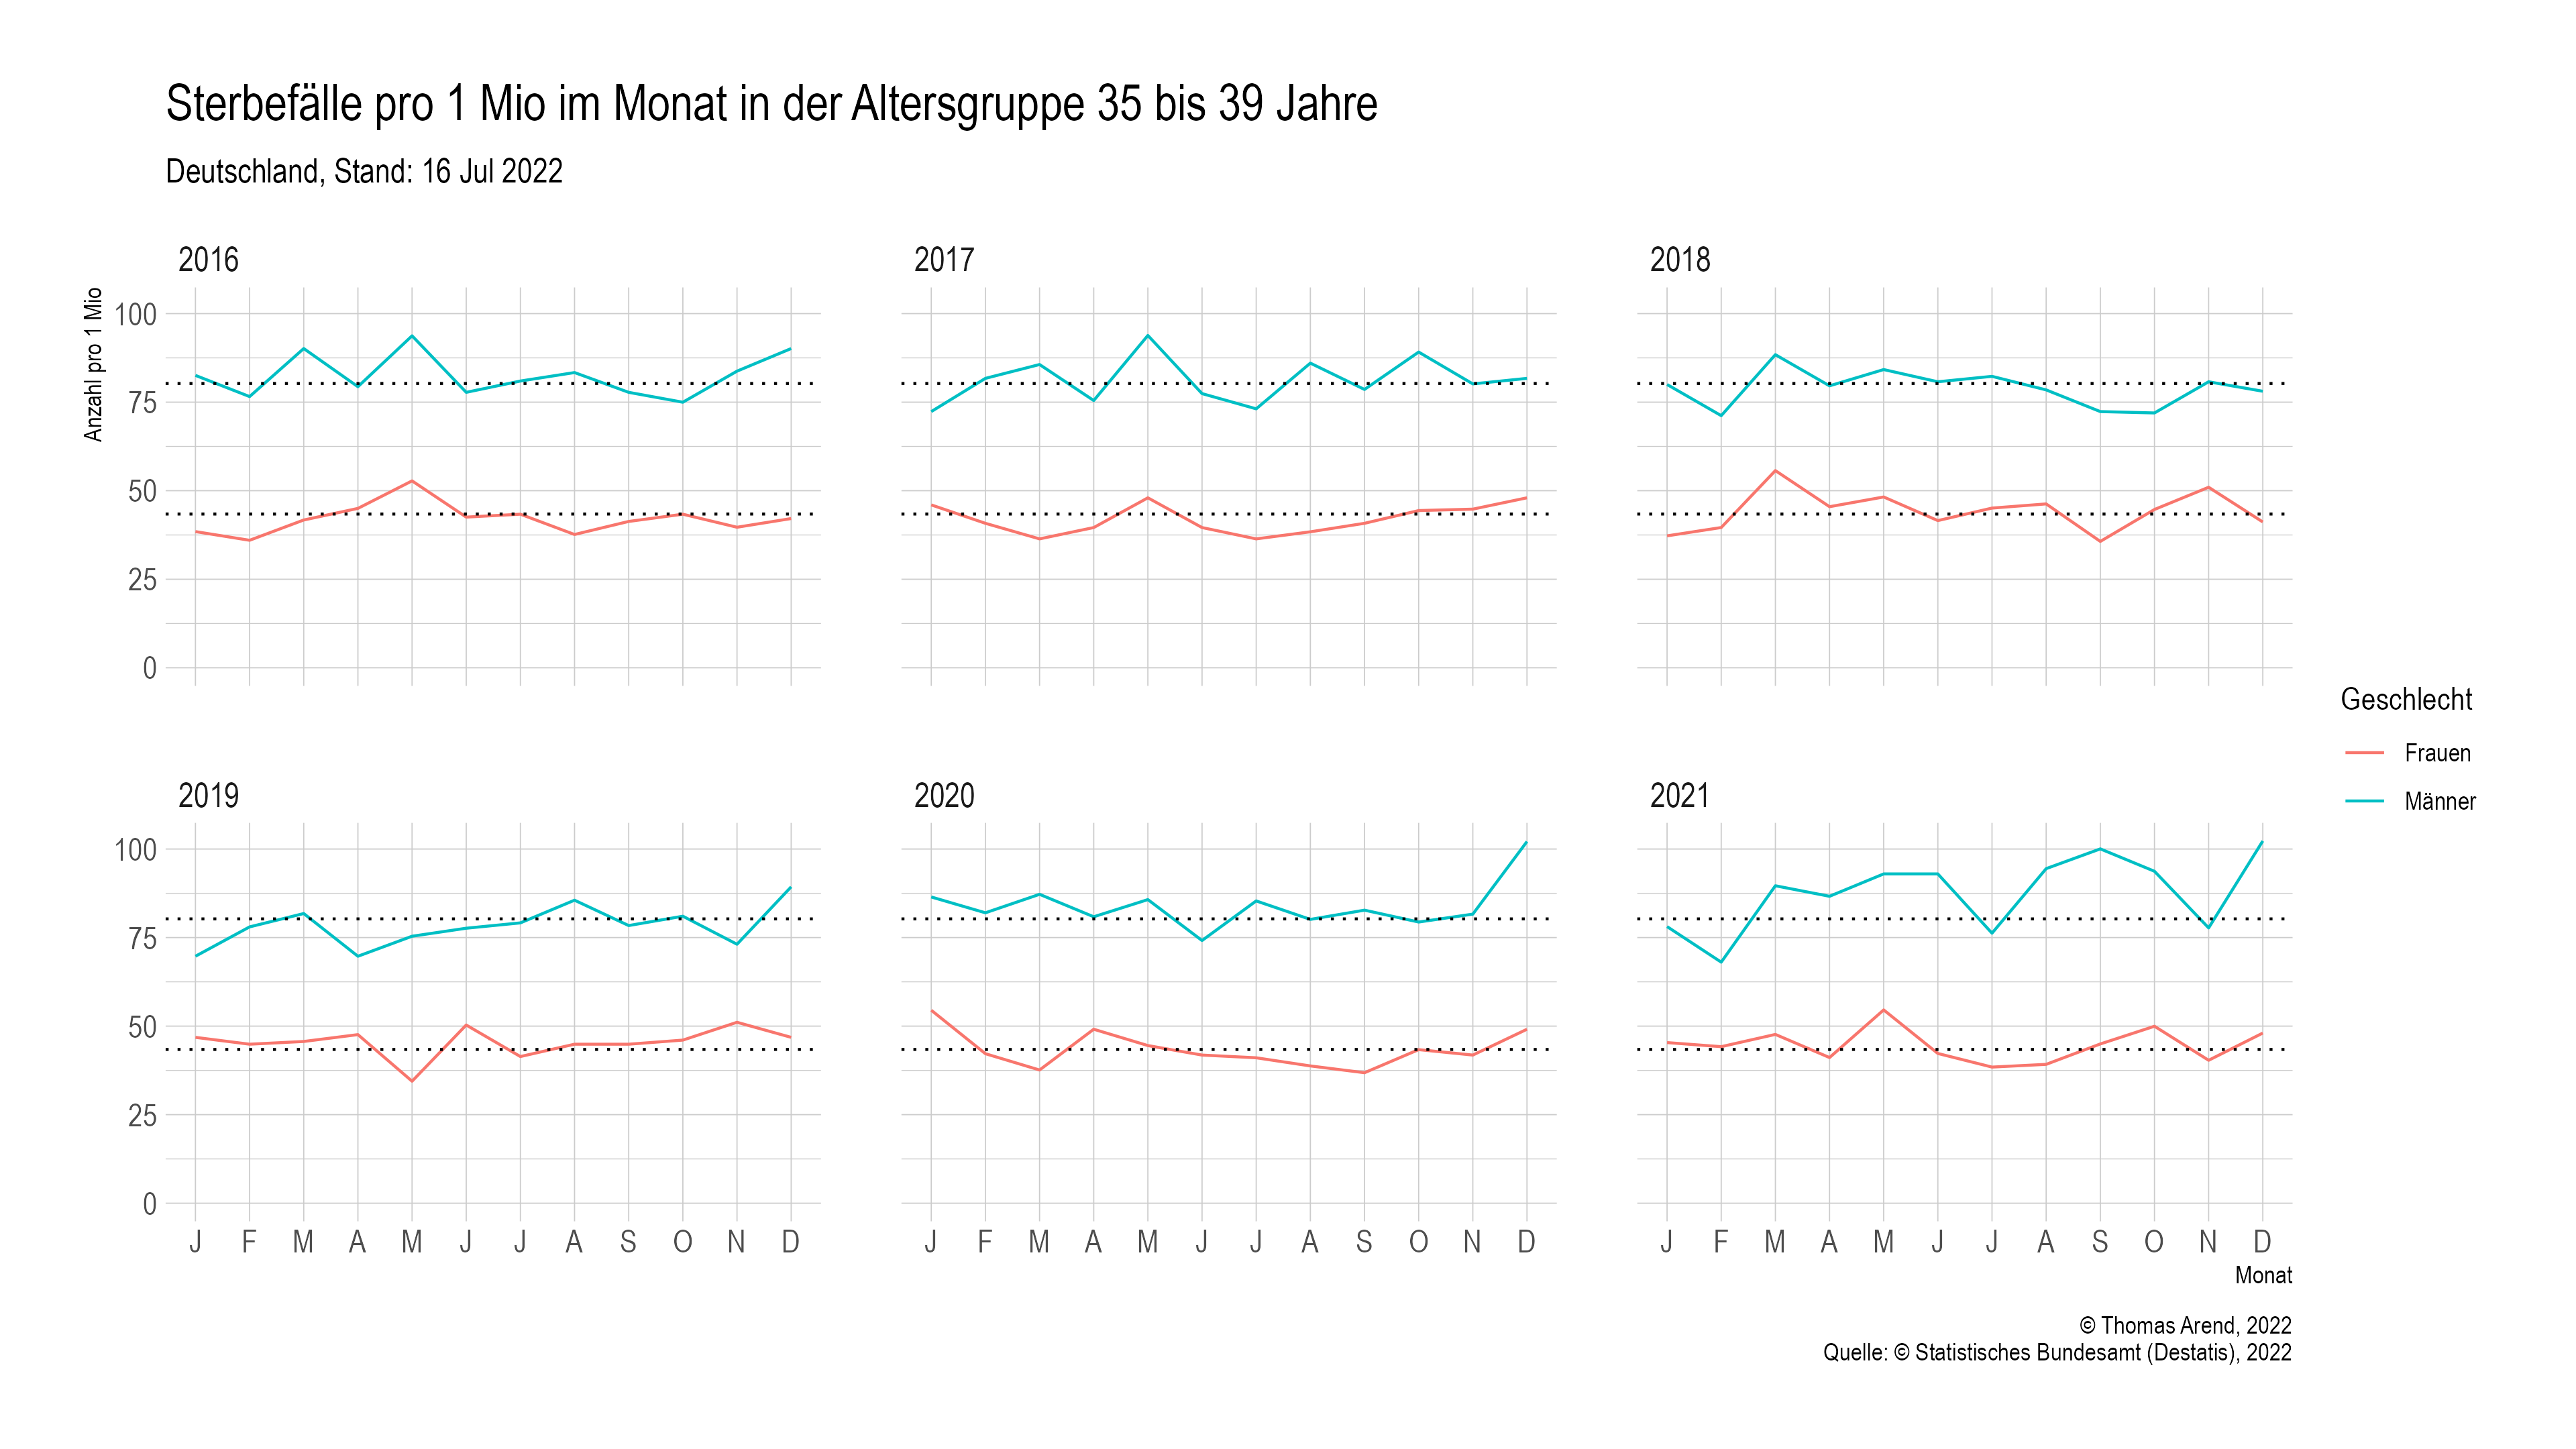 Sterbefälle pro 1 Mio im Monat in der Altersgruppe 35 bis 39 Jahre
Deutschland, Stand: 16 Jul 2022
2016
2017
2018
Anzahl pro 1 Mio
100
75
50
25
0
Geschlecht
Frauen
Männer
2019
2020
2021
100
75
50
25
0
J F M A M J J A S O N D
J F M A M J J A S O N D
J F M A M J J A S O N D
Monat
© Thomas Arend, 2022
Quelle: © Statistisches Bundesamt (Destatis), 2022